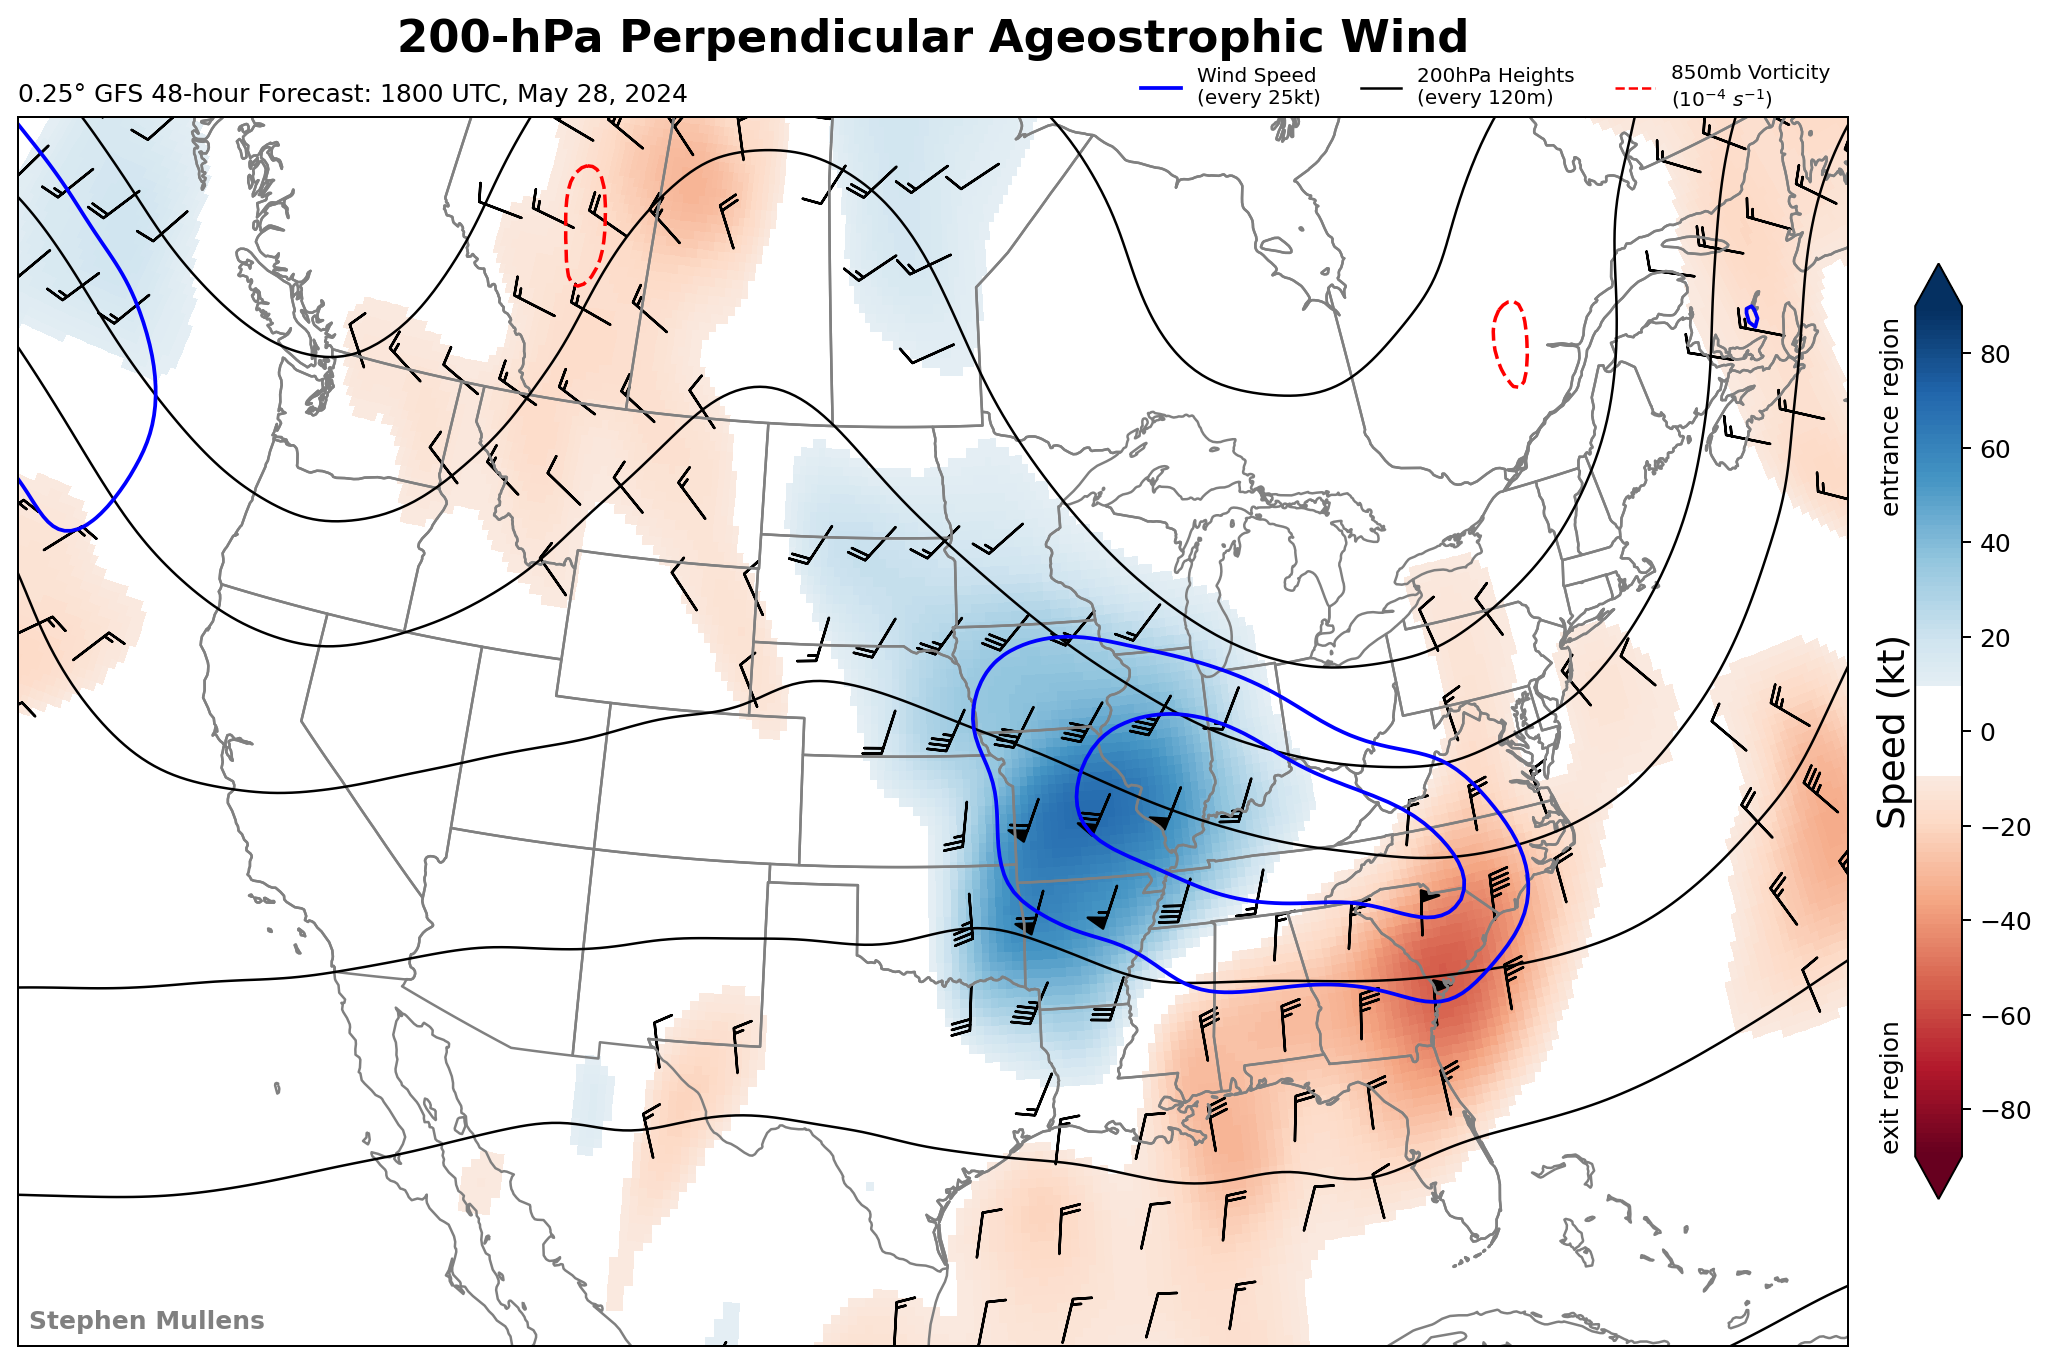 200-hPa Perpendicular Ageostrophic Wind
0.25° GFS 48-hour Forecast: 1800 UTC, May 28, 2024
Wind Speed
(every 25kt)
200hPa Heights
(every 120m)
850mb Vorticity
(10⁻⁴ s⁻¹)
entrance region
Speed (kt)
exit region
80
60
40
20
0
−20
−40
−60
−80
Stephen Mullens